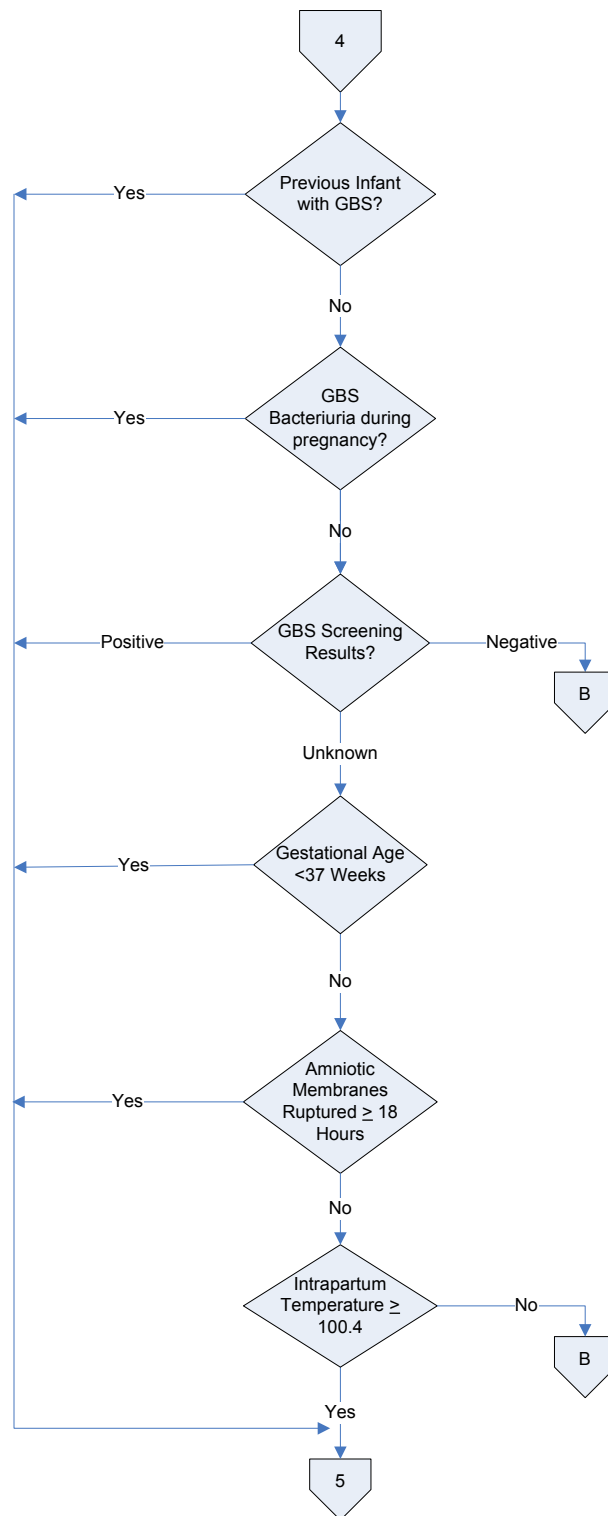 4
Previous Infant
with GBS?
Yes
No
GBS
Bacteriuria during
pregnancy?
Yes
No
GBS Screening
Results?
Positive
Negative
B
Unknown
Gestational Age
<37 Weeks
Yes
No
Amniotic
Membranes
Ruptured ≥ 18
Hours
Yes
No
Intrapartum
Temperature ≥
100.4
No
B
Yes
5